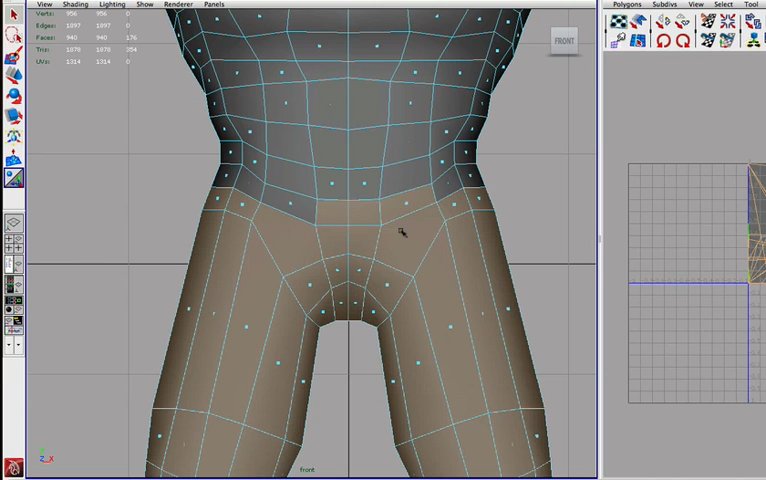 View Shading Lighting Show Renderer Panels
Polygons Subdivs View Select Tool
Verts: 956 956 0
Edges: 1897 1897 0
Faces: 940 940 176
Tris: 1878 1878 354
UVs: 1314 1314 0
FRONT
Z X
front